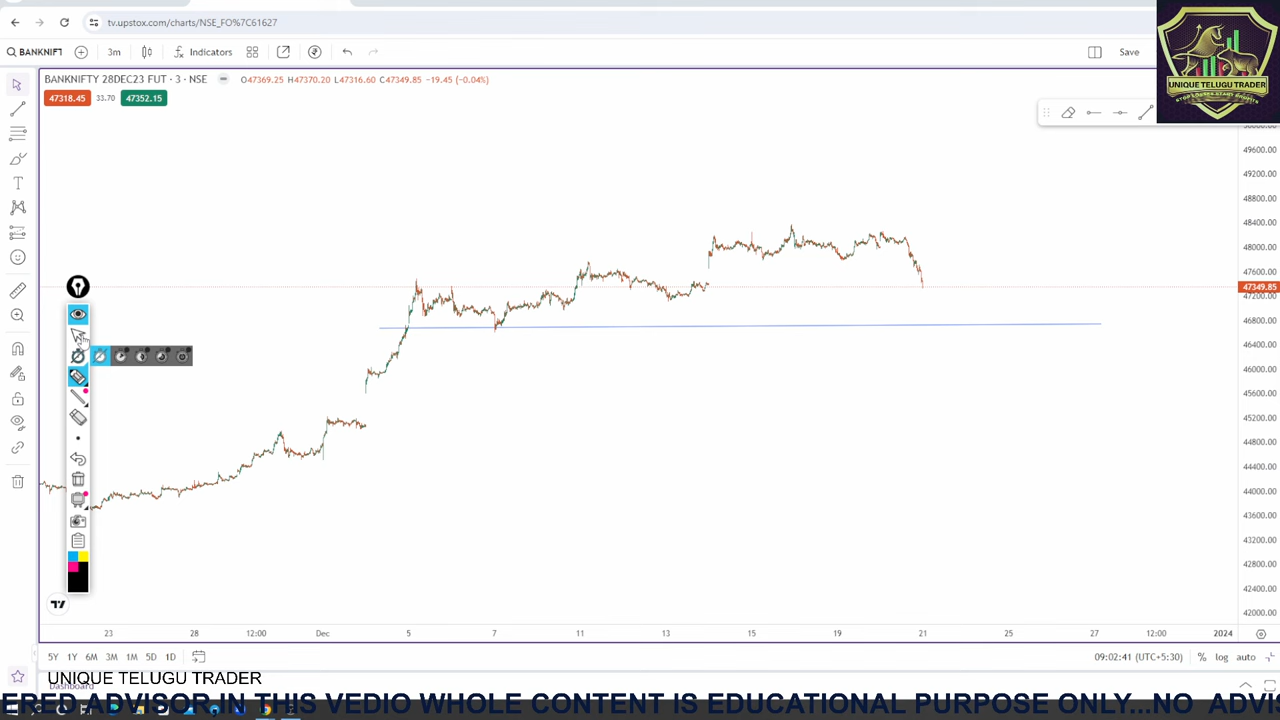 tv.upstox.com/charts/NSE_FO%7C61627
BANKNIFT 3m Indicators Save
BANKNIFTY 28DEC23 FUT · 3 · NSE O47369.25 H47370.20 L47316.60 C47349.85 -19.45 (-0.04%)
47318.45 33.70 47352.15
UNIQUE TELUGU TRADER
49600.00
49200.00
48800.00
48400.00
48000.00
47600.00
47349.85
47200.00
46800.00
46400.00
46000.00
45600.00
45200.00
44800.00
44400.00
44000.00
43600.00
43200.00
42800.00
42400.00
42000.00
23 28 12:00 Dec 5 7 11 13 15 19 21 25 27 12:00 2024
5Y 1Y 6M 3M 1M 5D 1D 09:02:41 (UTC+5:30) % log auto
UNIQUE TELUGU TRADER
Dashboard
ERED ADVISOR IN THIS VEDIO WHOLE CONTENT IS EDUCATIONAL PURPOSE ONLY...NO ADVIS